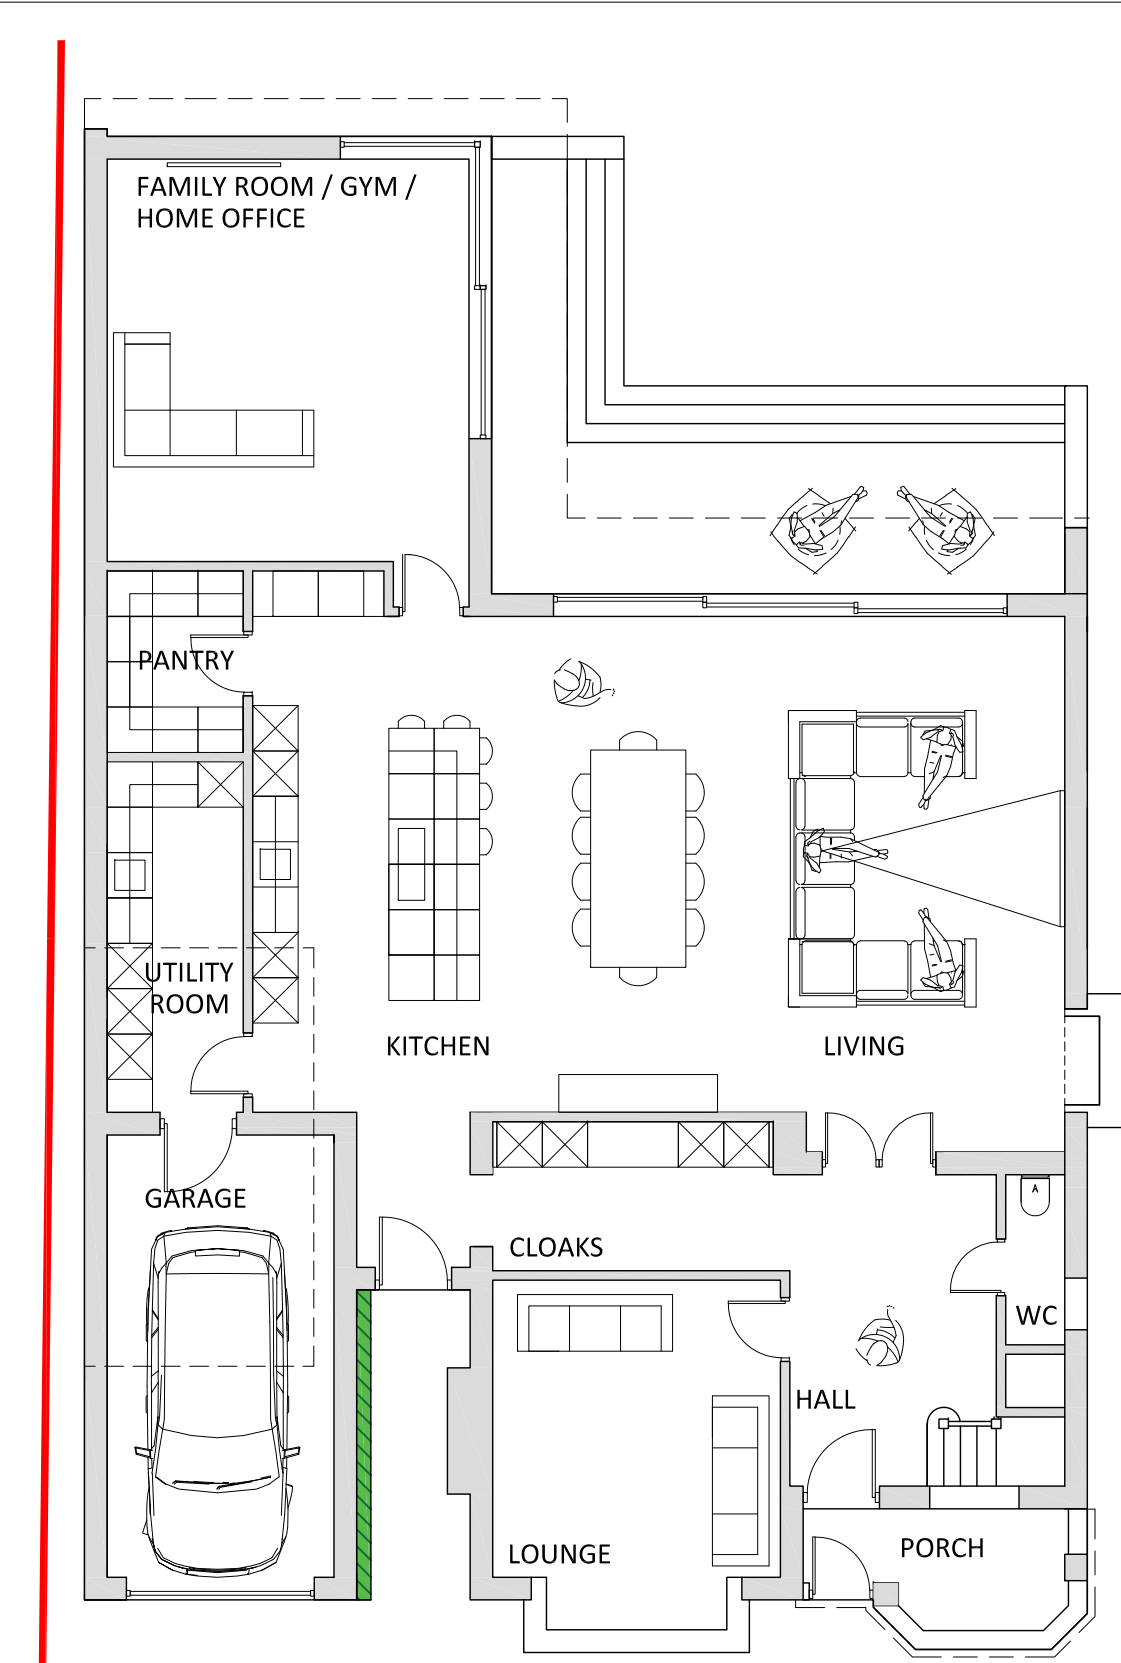 FAMILY ROOM / GYM /
HOME OFFICE
PANTRY
UTILITY
ROOM
KITCHEN
LIVING
GARAGE
CLOAKS
WC
HALL
LOUNGE
PORCH